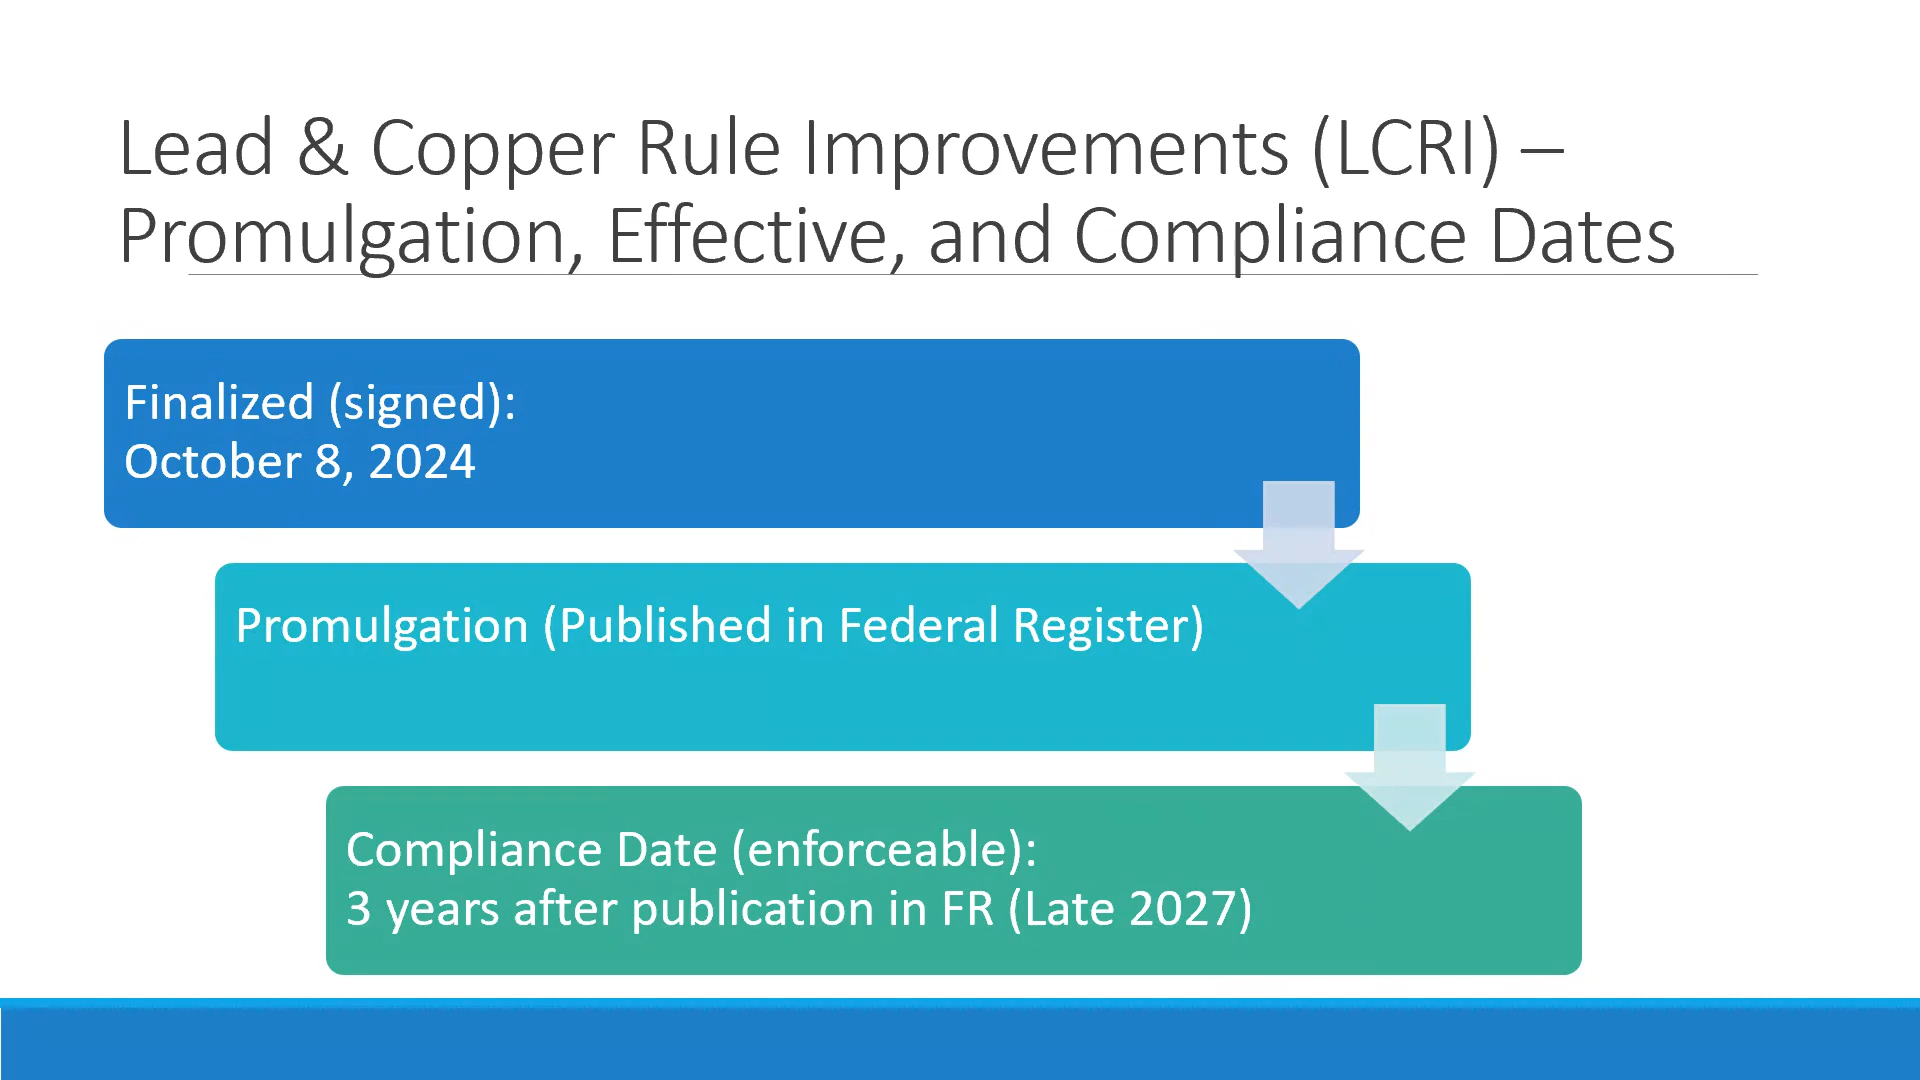 Lead & Copper Rule Improvements (LCRI) –
Promulgation, Effective, and Compliance Dates
Finalized (signed):
October 8, 2024
Promulgation (Published in Federal Register)
Compliance Date (enforceable):
3 years after publication in FR (Late 2027)